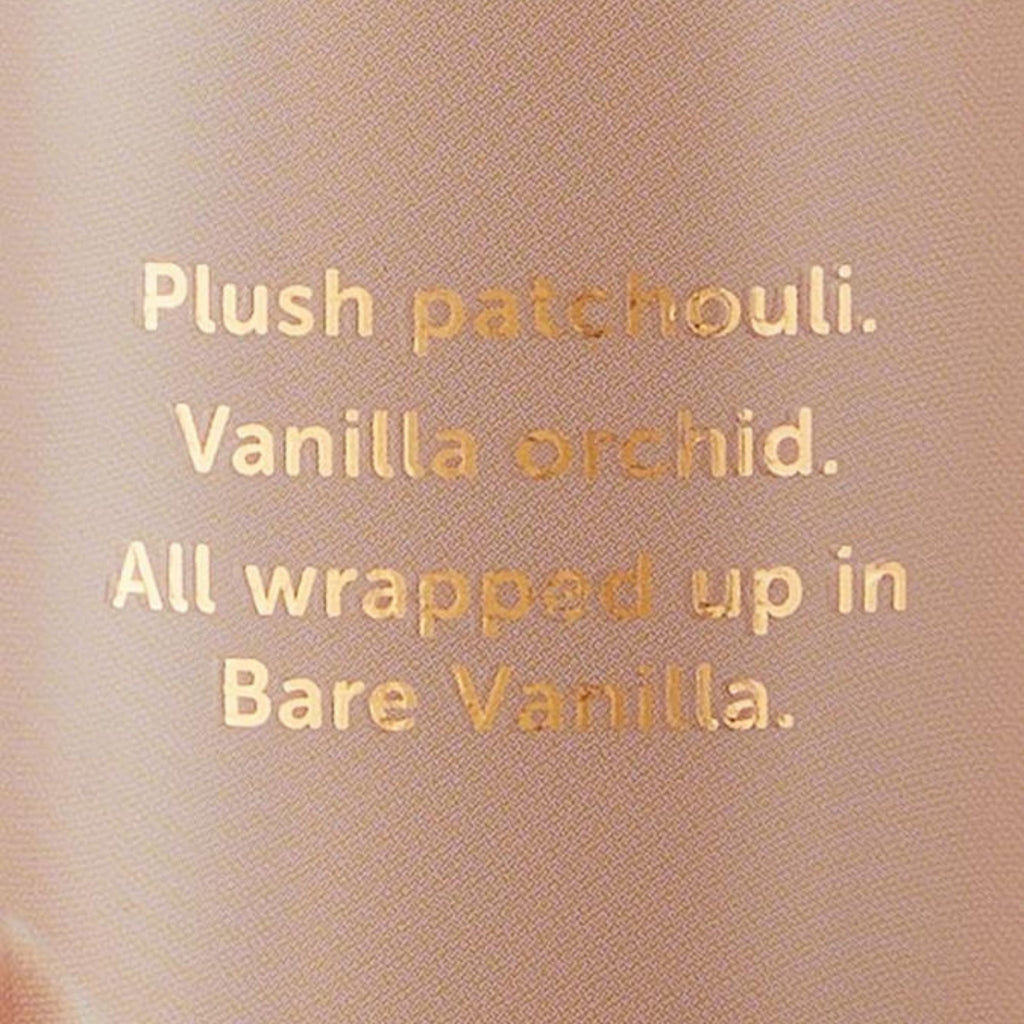 Plush patchouli.
Vanilla orchid.
All wrapped up in
Bare Vanilla.